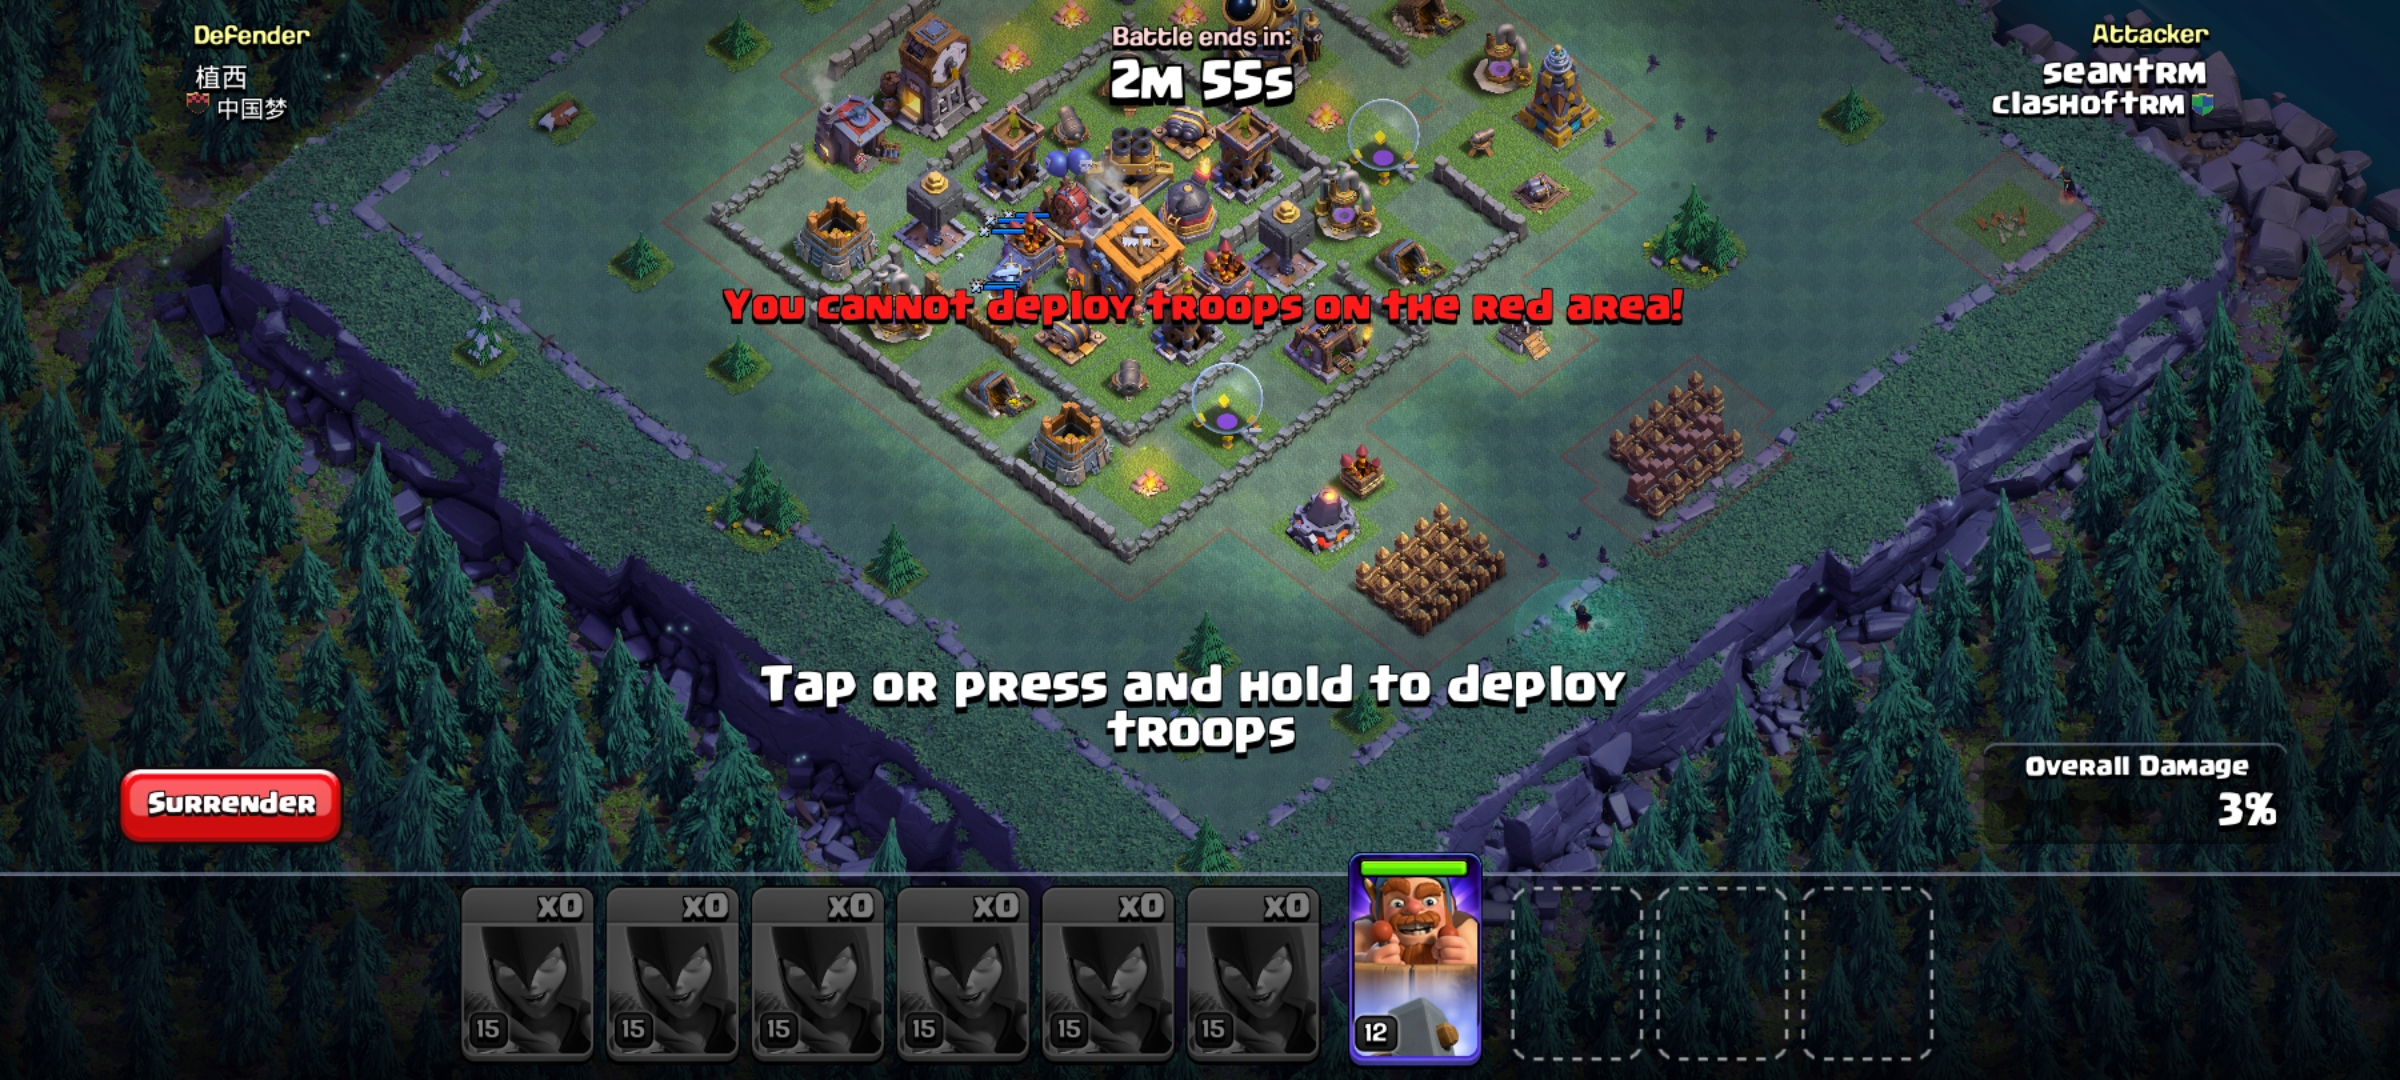 Defender
植西
中国梦
Battle ends in:
2M 55s
Attacker
seantrm
clashoftrm
You cannot deploy troops on the red area!
Tap or press and hold to deploy
troops
Surrender
Overall Damage
3%
x0
x0
x0
x0
x0
x0
15
15
15
15
15
15
12